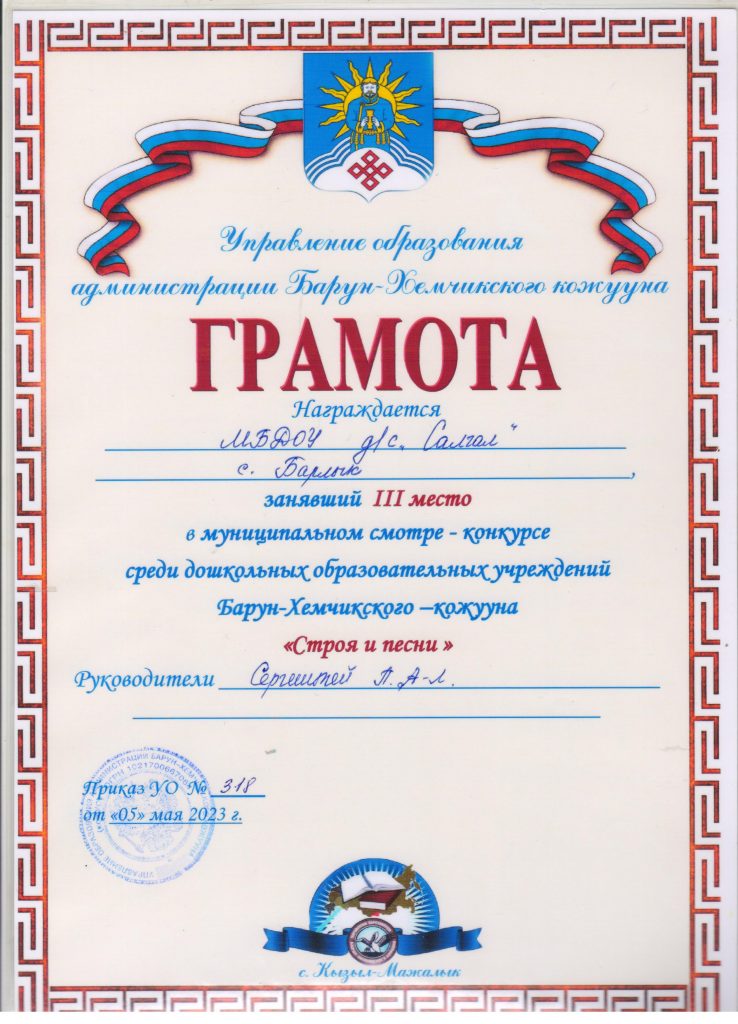 Управление образования
администрации Барун-Хемчикского кожууна
ГРАМОТА
Награждается
МБДОУ д/с „Салгал"
с. Барлык,
занявший III место
в муниципальном смотре - конкурсе
среди дошкольных образовательных учреждений
Барун-Хемчикского –кожууна
«Строя и песни »
Руководители П. А-л.
Приказ УО № 318
от «05» мая 2023 г.
с. Кызыл-Мажалык